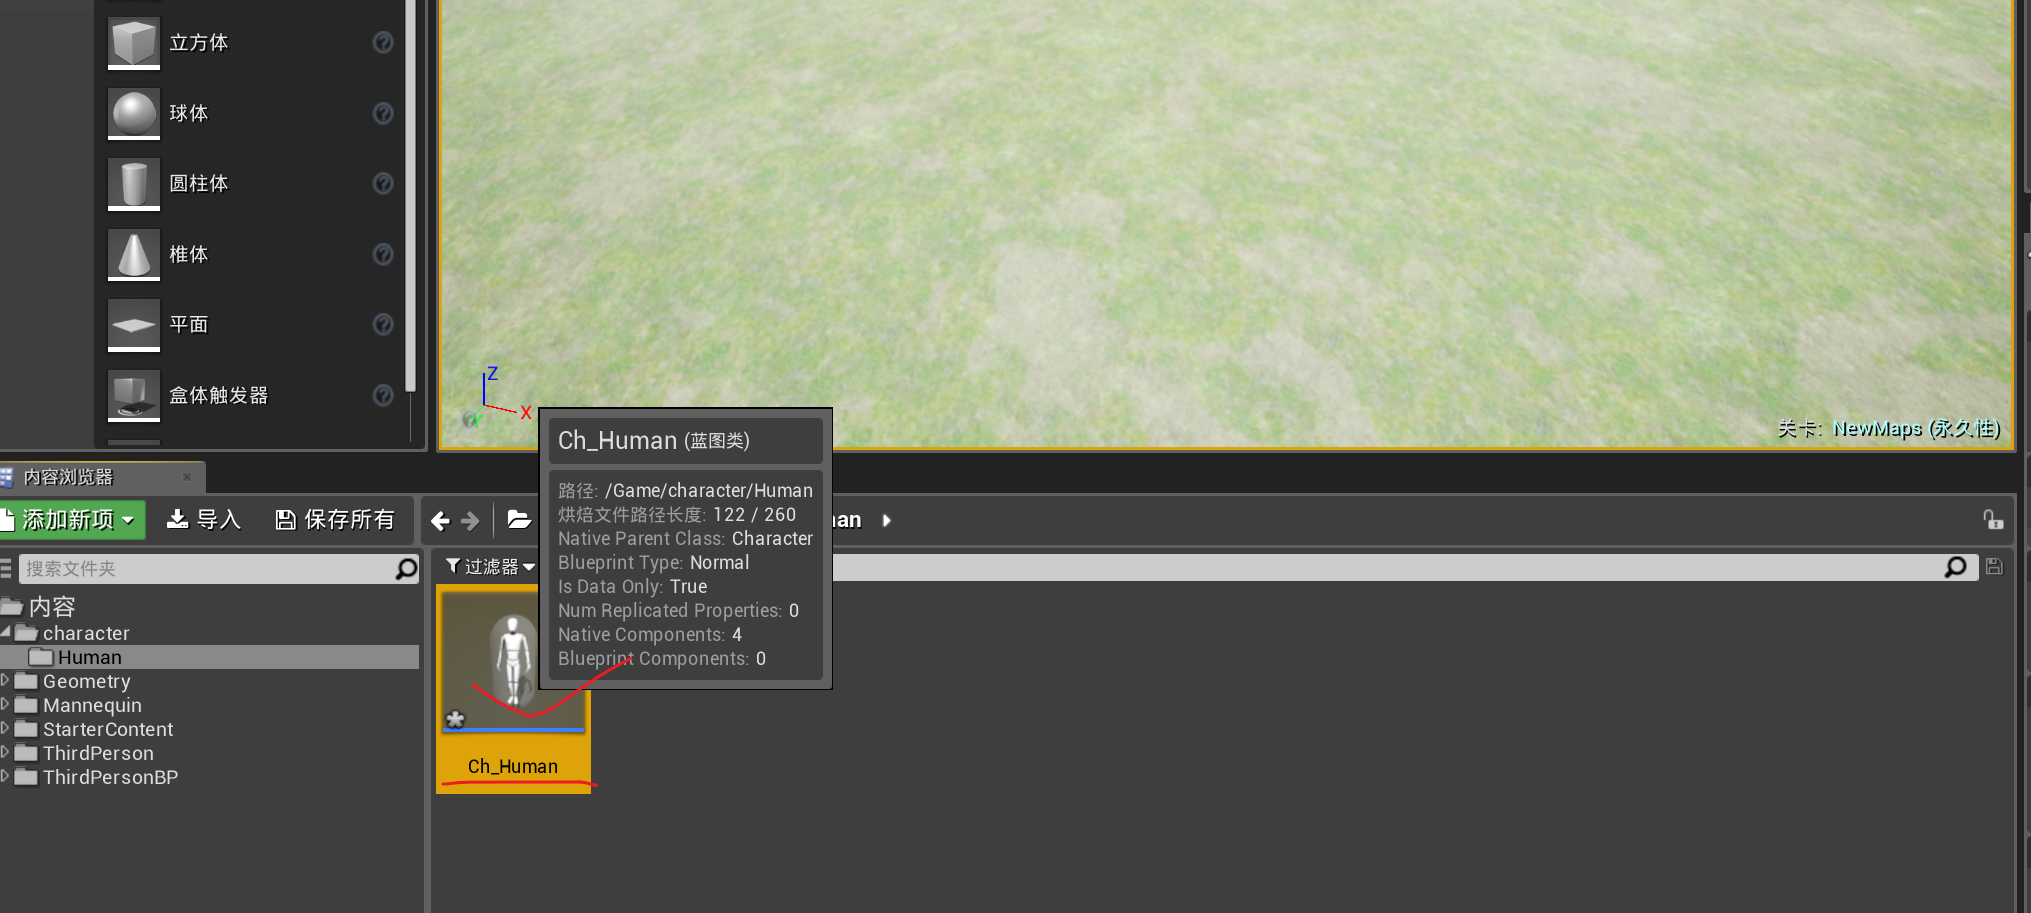 立方体
球体
圆柱体
椎体
平面
盒体触发器
Z
X
Y
关卡: NewMaps (永久性)
Ch_Human (蓝图类)
路径: /Game/character/Human
烘焙文件路径长度: 122 / 260
Native Parent Class: Character
Blueprint Type: Normal
Is Data Only: True
Num Replicated Properties: 0
Native Components: 4
Blueprint Components: 0
内容浏览器
添加新项
导入
保存所有
an
搜索文件夹
过滤器
内容
character
Human
Geometry
Mannequin
StarterContent
ThirdPerson
ThirdPersonBP
Ch_Human